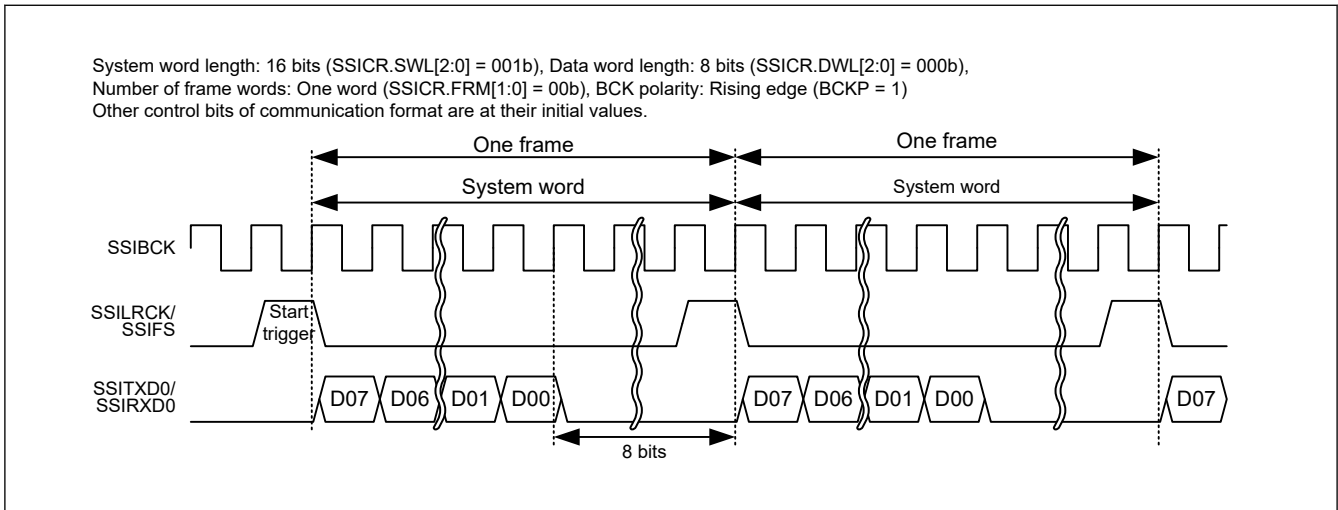 System word length: 16 bits (SSICR.SWL[2:0] = 001b), Data word length: 8 bits (SSICR.DWL[2:0] = 000b),
Number of frame words: One word (SSICR.FRM[1:0] = 00b), BCK polarity: Rising edge (BCKP = 1)
Other control bits of communication format are at their initial values.
One frame One frame
System word System word
SSIBCK
SSILRCK/
SSIFS
Start
trigger
SSITXD0/
SSIRXD0
D07 D06 D01 D00 D07 D06 D01 D00 D07
8 bits